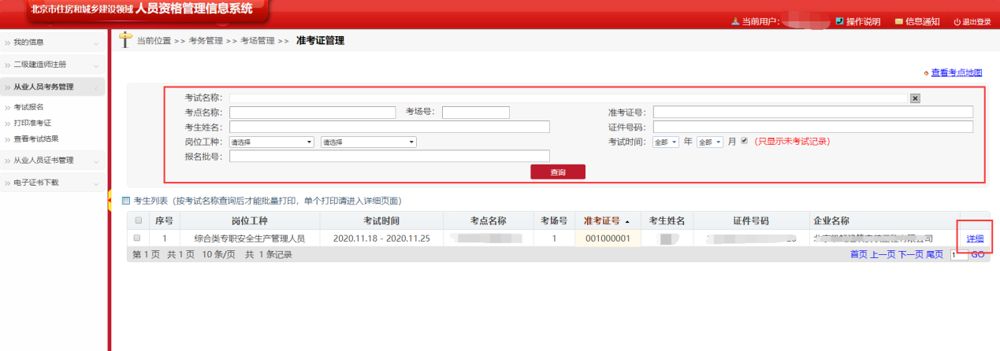 北京市住房和城乡建设领域 人员资格管理信息系统
当前用户： 操作说明 信息通知 退出登录
>> 我的信息
>> 二级建造师注册
>> 从业人员考务管理
>> 考试报名
>> 打印准考证
>> 查看考试结果
>> 从业人员证书管理
>> 电子证书下载
当前位置 >> 考务管理 >> 考场管理 >> 准考证管理
查看考点地图
考试名称：
考点名称： 考场号： 准考证号：
考生姓名： 证件号码：
岗位工种： 请选择 请选择 考试时间： 全部 年 全部 月 (只显示未考试记录)
报名批号：
查询
考生列表（按考试名称查询后才能批量打印，单个打印请进入详细页面）
序号 岗位工种 考试时间 考点名称 考场号 准考证号 考生姓名 证件号码 企业名称
1 综合类专职安全生产管理人员 2020.11.18 - 2020.11.25 1 001000001 详细
第 1 页 共 1 页 10 条/页 共 1 条记录 首页 上一页 下一页 尾页 1 GO